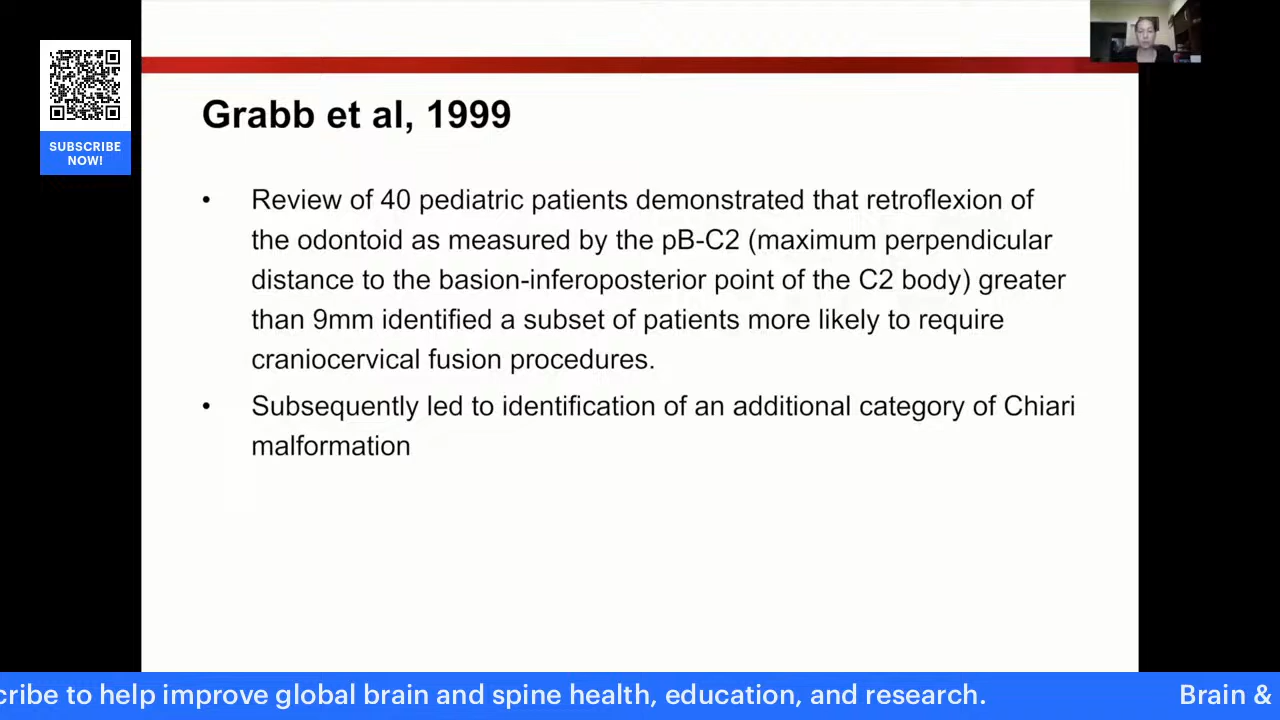 SUBSCRIBE
NOW!
Grabb et al, 1999
• Review of 40 pediatric patients demonstrated that retroflexion of
the odontoid as measured by the pB-C2 (maximum perpendicular
distance to the basion-inferoposterior point of the C2 body) greater
than 9mm identified a subset of patients more likely to require
craniocervical fusion procedures.
• Subsequently led to identification of an additional category of Chiari
malformation
cribe to help improve global brain and spine health, education, and research. Brain &